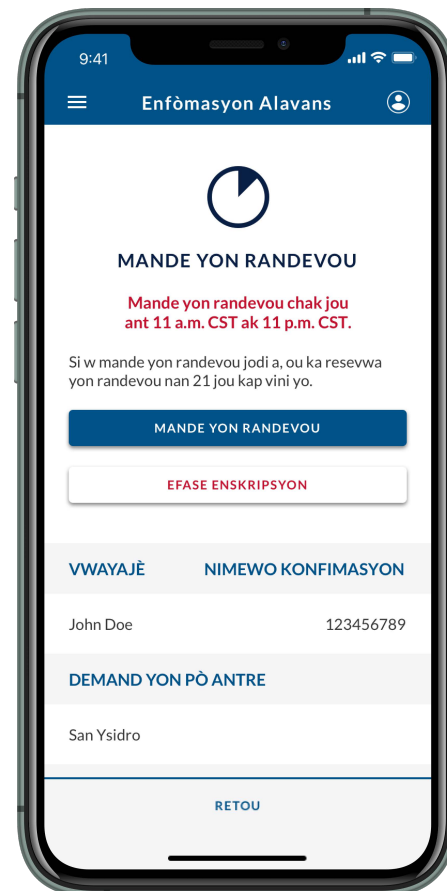 9:41
Enfòmasyon Alavans
MANDE YON RANDEVOU
Mande yon randevou chak jou
ant 11 a.m. CST ak 11 p.m. CST.
Si w mande yon randevou jodi a, ou ka resevwa
yon randevou nan 21 jou kap vini yo.
MANDE YON RANDEVOU
EFASE ENSKRIPSYON
VWAYAJÈ NIMEWO KONFIMASYON
John Doe 123456789
DEMAND YON PÒ ANTRE
San Ysidro
RETOU